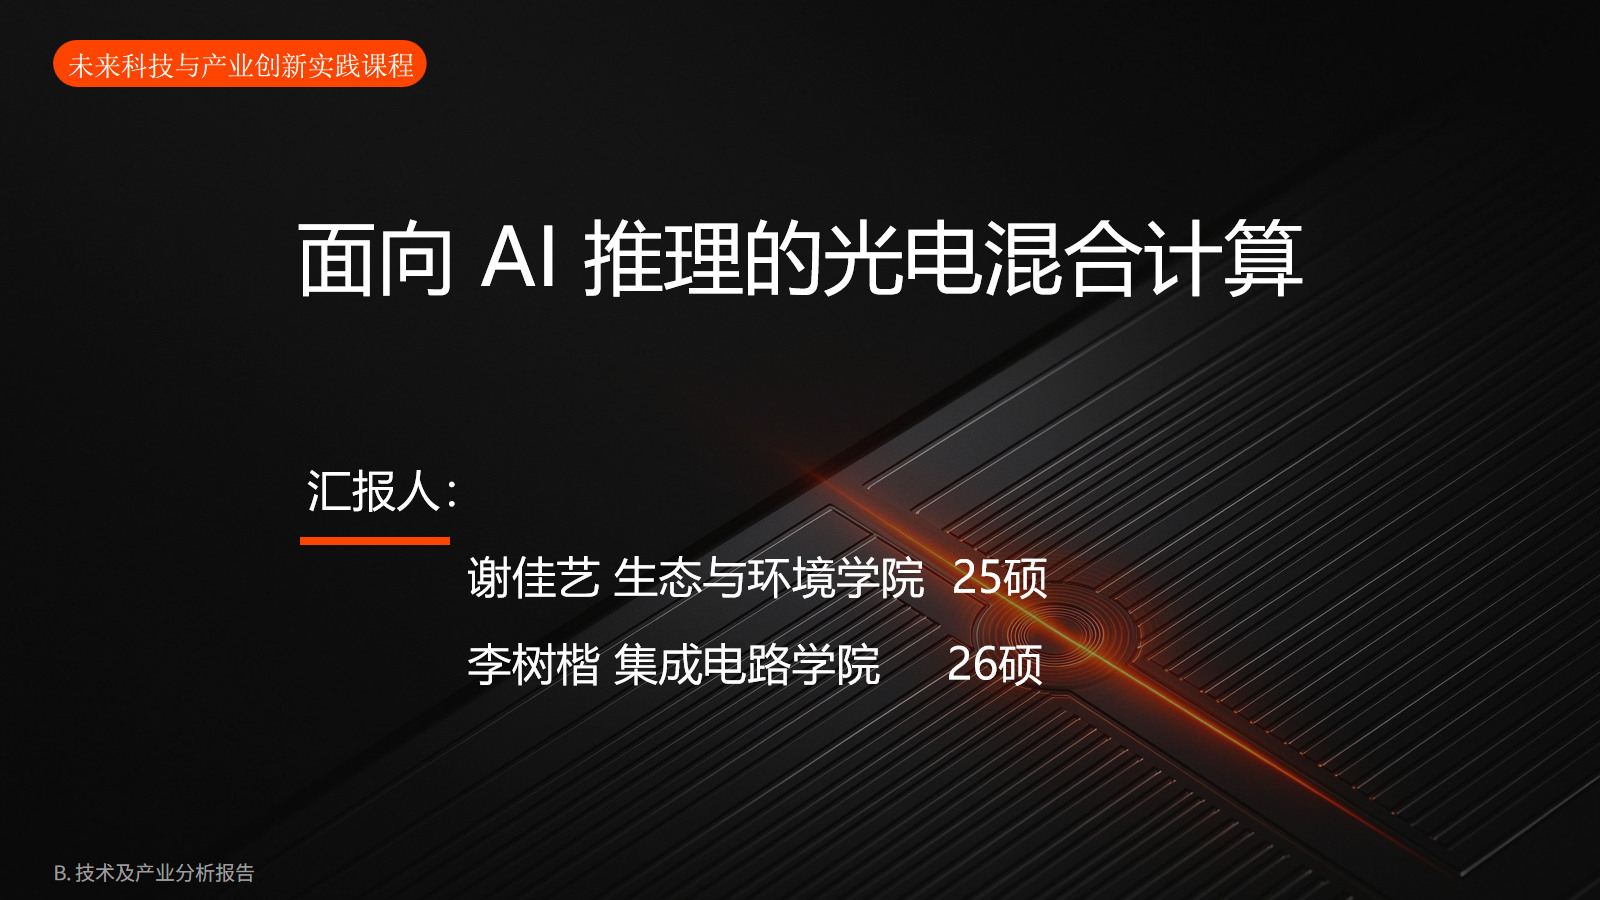 未来科技与产业创新实践课程
面向 AI 推理的光电混合计算
汇报人：
谢佳艺 生态与环境学院 25硕
李树楷 集成电路学院 26硕
B. 技术及产业分析报告